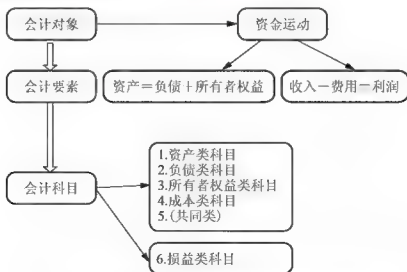 会计对象
资金运动
会计要素
资产＝负债＋所有者权益
收入－费用＝利润
会计科目
1.资产类科目
2.负债类科目
3.所有者权益类科目
4.成本类科目
5.(共同类)
6.损益类科目